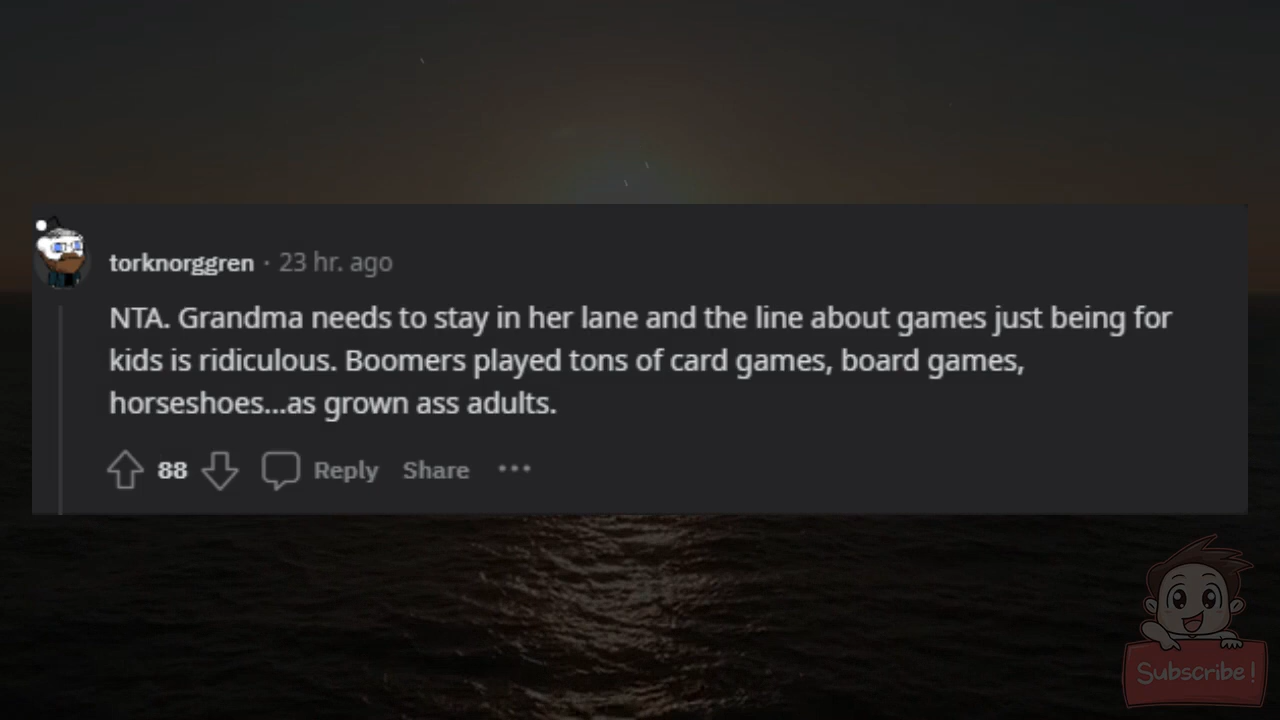 torknorggren · 23 hr. ago
NTA. Grandma needs to stay in her lane and the line about games just being for
kids is ridiculous. Boomers played tons of card games, board games,
horseshoes...as grown ass adults.
88 Reply Share ...
Subscribe!